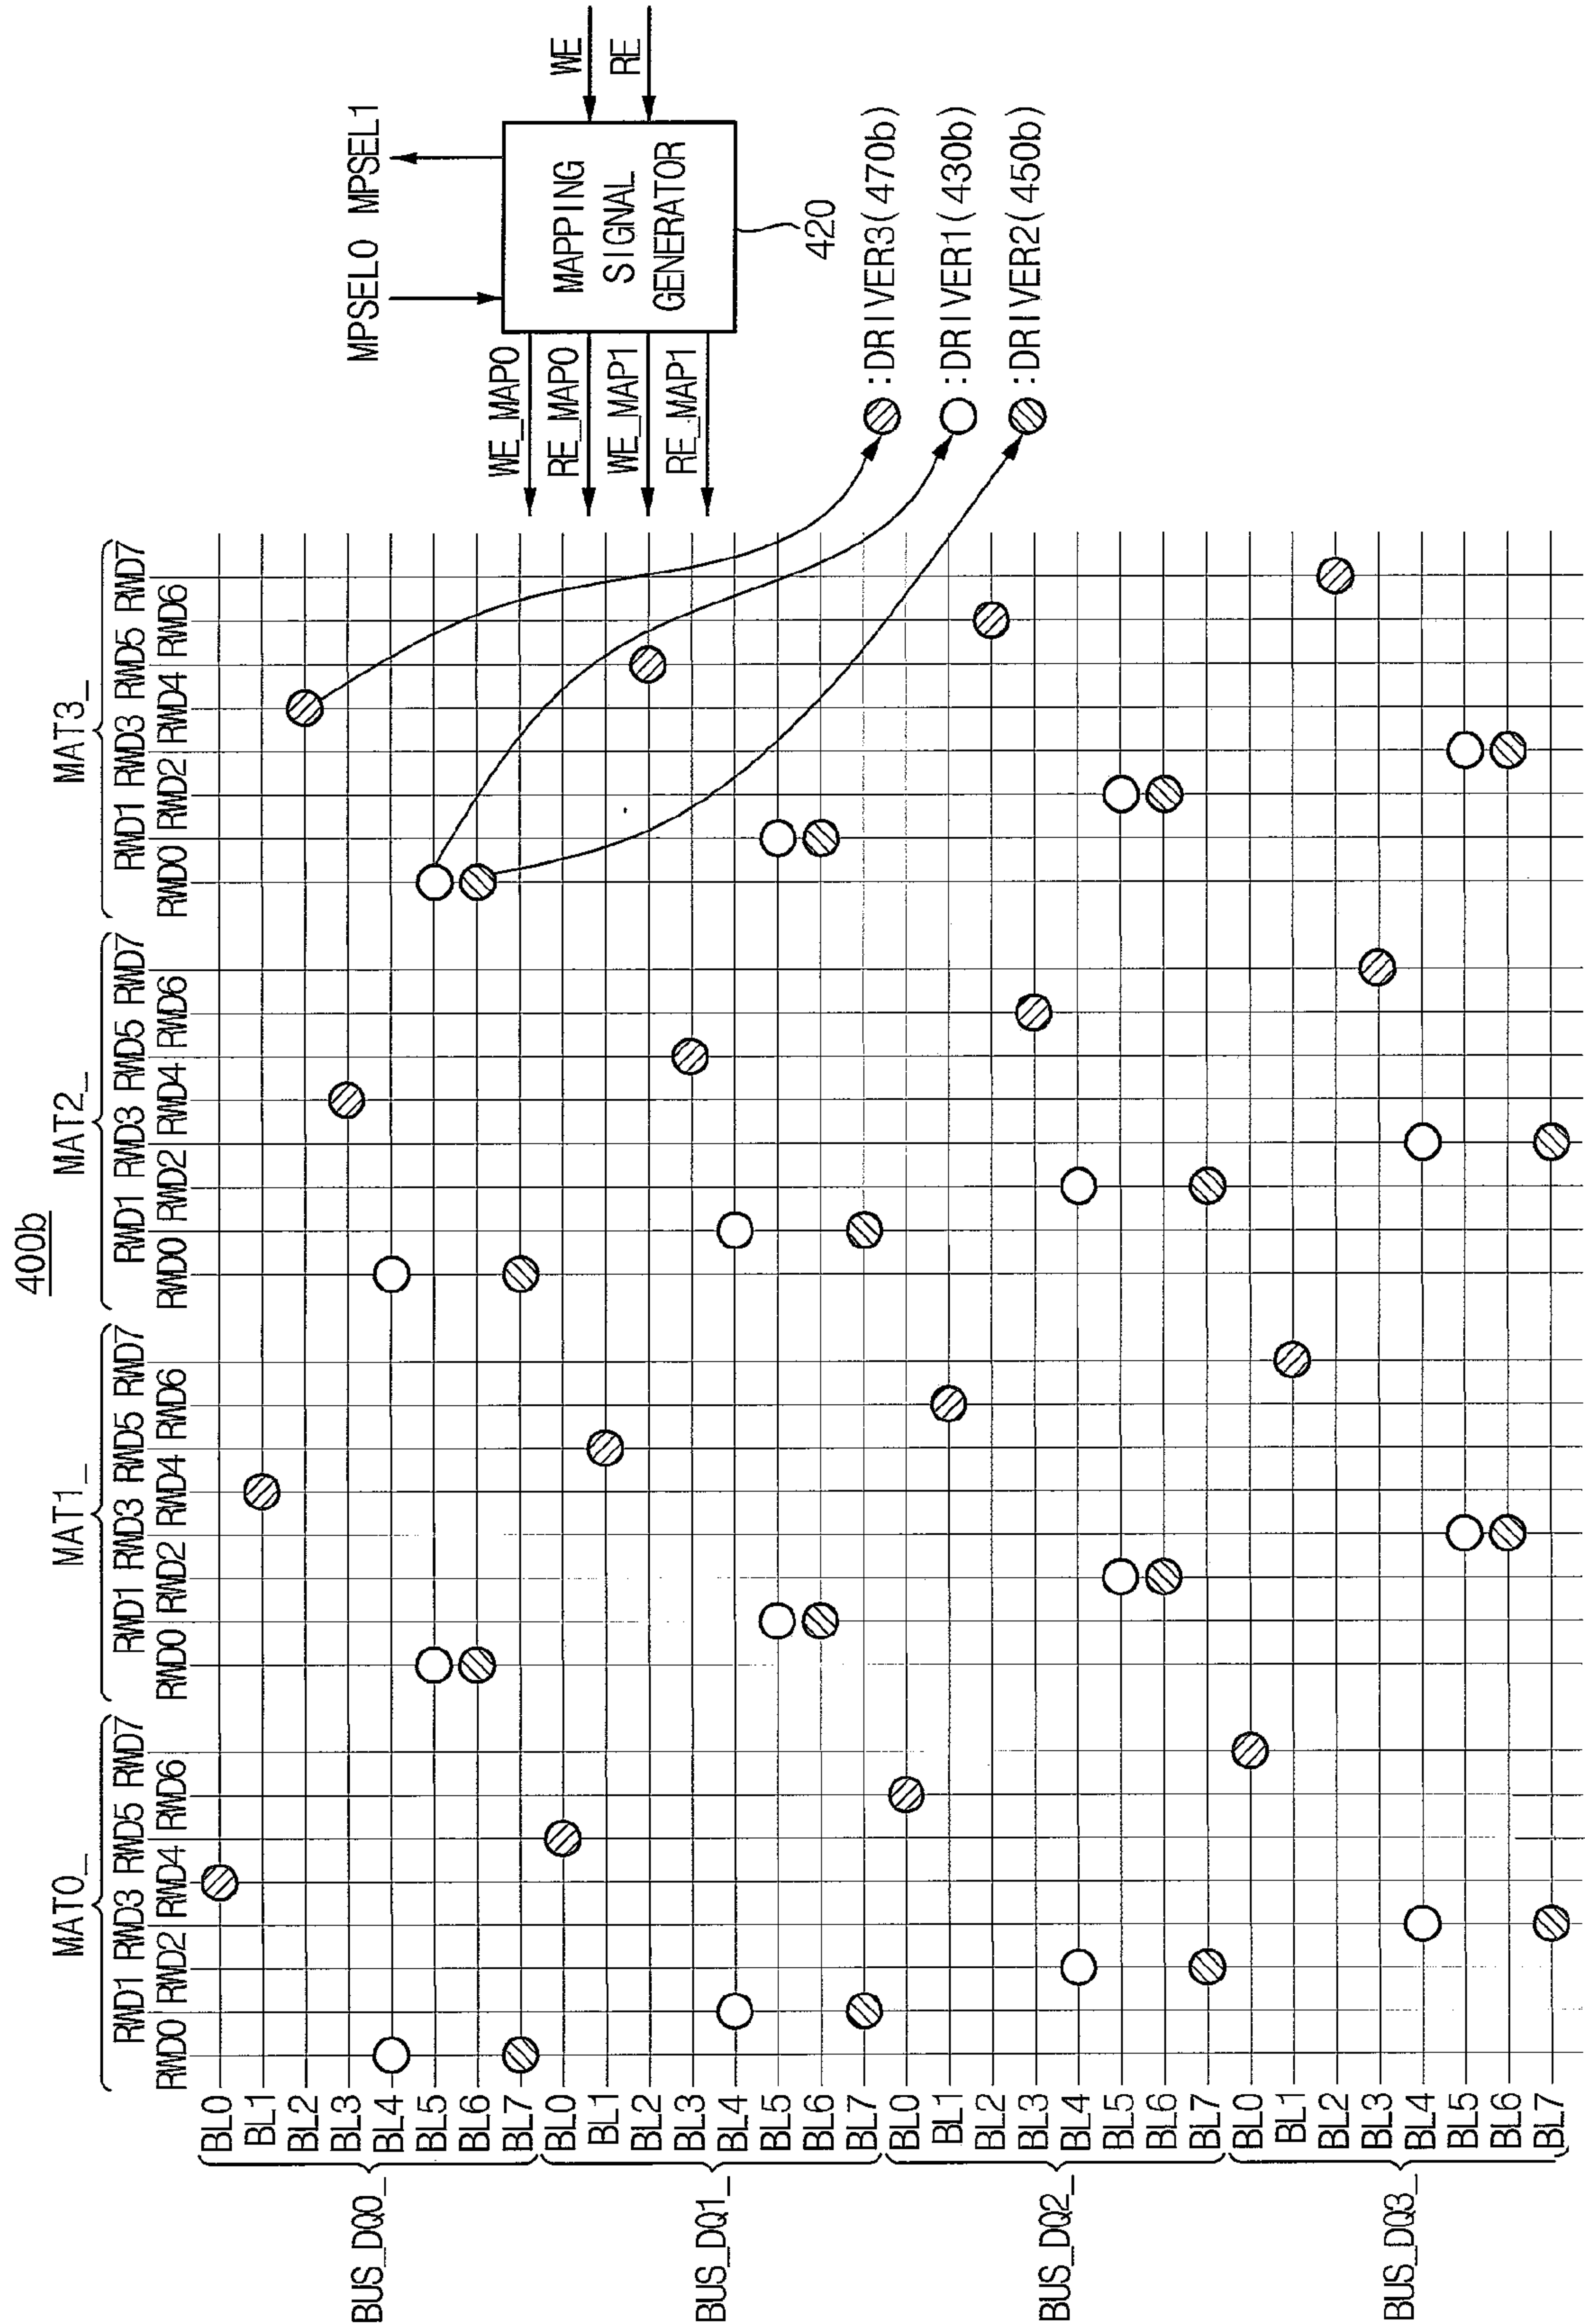 400b
MAT0_ MAT1_ MAT2_ MAT3_
RWD1 RWD3 RWD5 RWD7 RWD1 RWD3 RWD5 RWD7 RWD1 RWD3 RWD5 RWD7 RWD1 RWD3 RWD5 RWD7
RWD0 RWD2 RWD4 RWD6 RWD0 RWD2 RWD4 RWD6 RWD0 RWD2 RWD4 RWD6 RWD0 RWD2 RWD4 RWD6
BUS_DQ0_
BL0
BL1
BL2
BL3
BL4
BL5
BL6
BL7
BUS_DQ1_
BL0
BL1
BL2
BL3
BL4
BL5
BL6
BL7
BUS_DQ2_
BL0
BL1
BL2
BL3
BL4
BL5
BL6
BL7
BUS_DQ3_
BL0
BL1
BL2
BL3
BL4
BL5
BL6
BL7
MPSEL0 MPSEL1
WE_MAP0
RE_MAP0
WE_MAP1
RE_MAP1
MAPPING
SIGNAL
GENERATOR
WE
RE
420
:DRIVER3(470b)
:DRIVER1(430b)
:DRIVER2(450b)